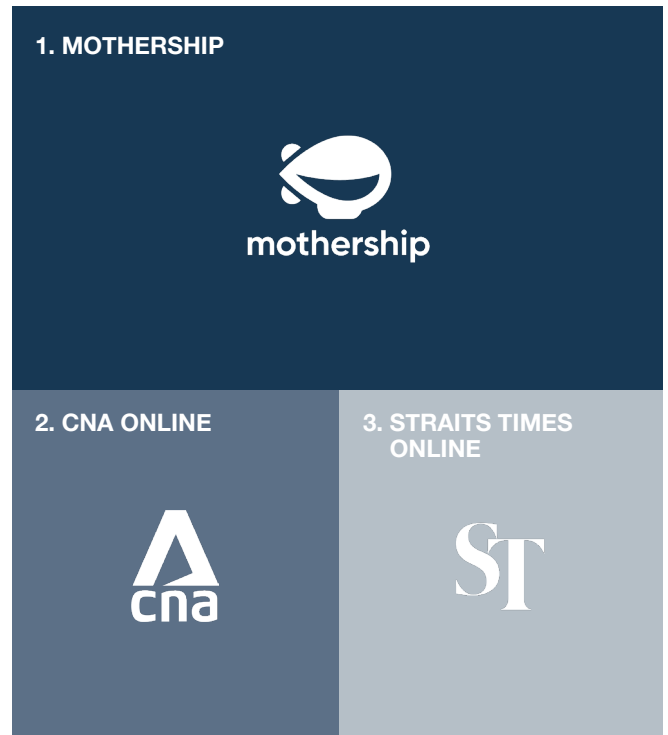 1. MOTHERSHIP
mothership
2. CNA ONLINE
cna
3. STRAITS TIMES
ONLINE
ST